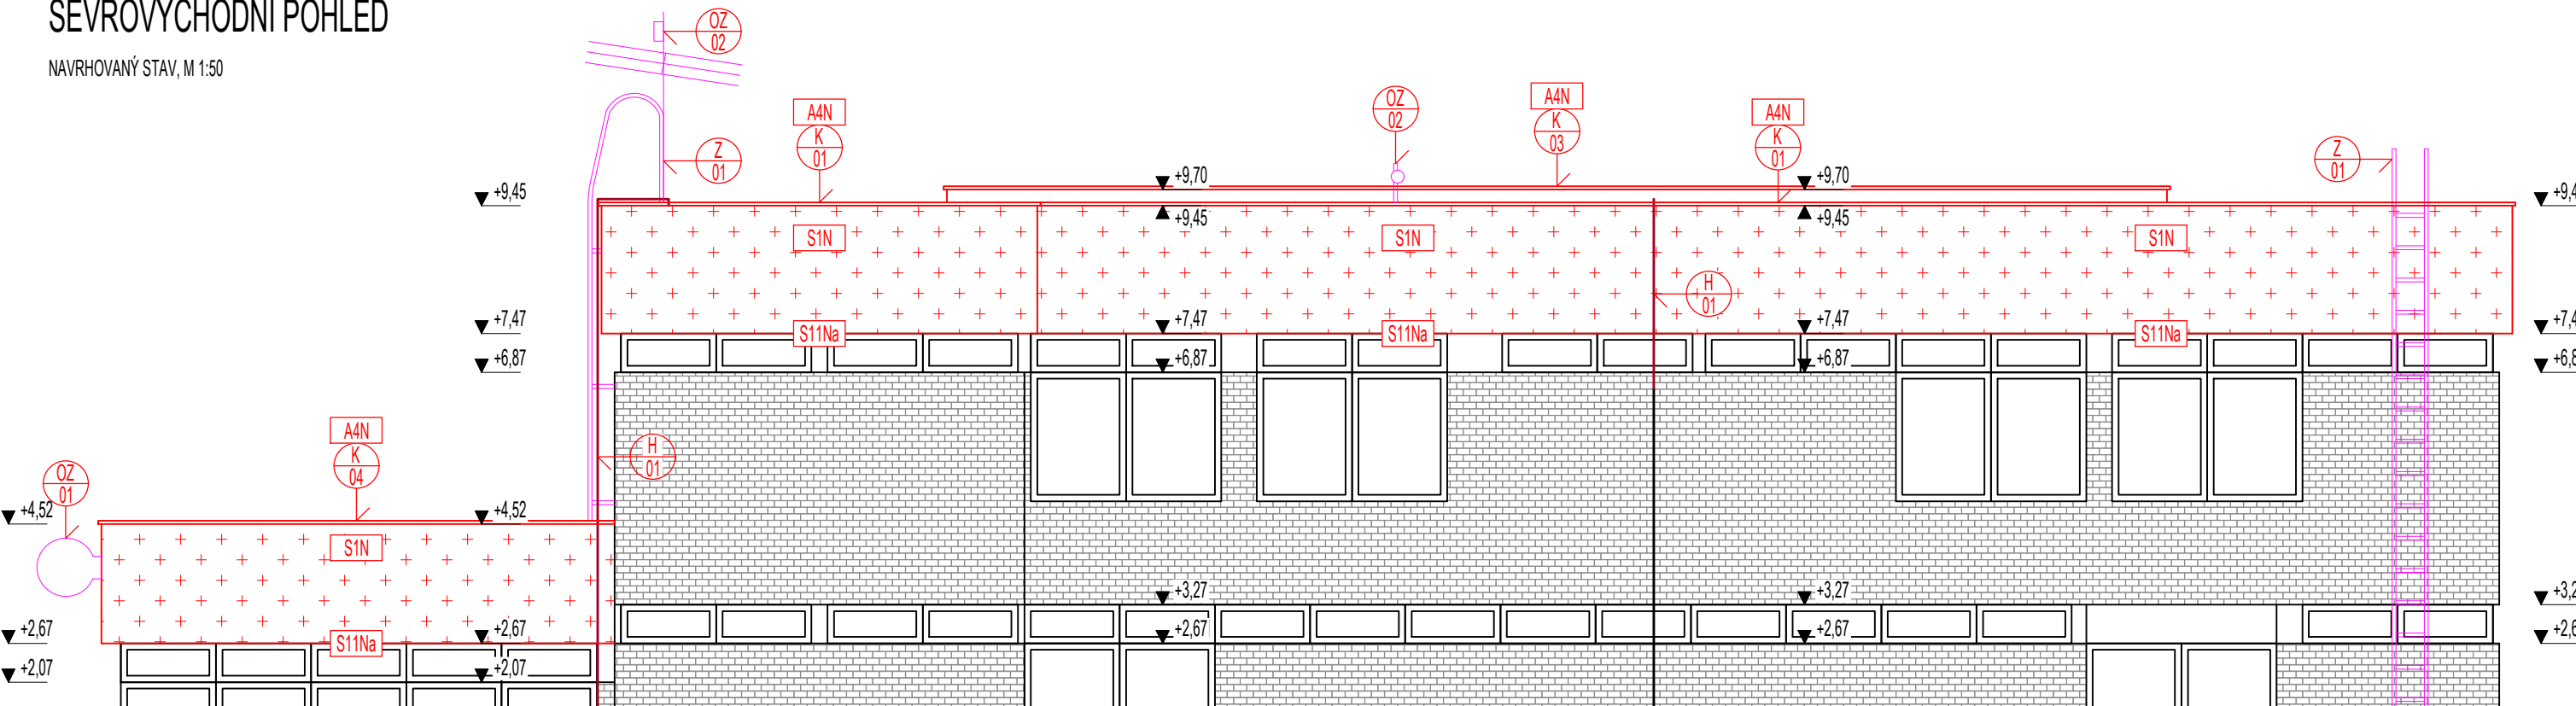 SEVROVÝCHODNÍ POHLED
NAVRHOVANÝ STAV, M 1:50
OZ
02
Z
01
A4N
K
01
OZ
02
A4N
K
03
A4N
K
01
Z
01
+9,45
+9,70
+9,45
+9,70
+9,45
S1N
S1N
S1N
H
01
+7,47
S11Na
+7,47
S11Na
+7,47
S11Na
+6,87
+6,87
+6,87
A4N
K
04
H
01
OZ
01
+4,52
+4,52
S1N
+3,27
+3,27
+2,67
S11Na
+2,67
+2,67
+2,67
+2,07
+2,07